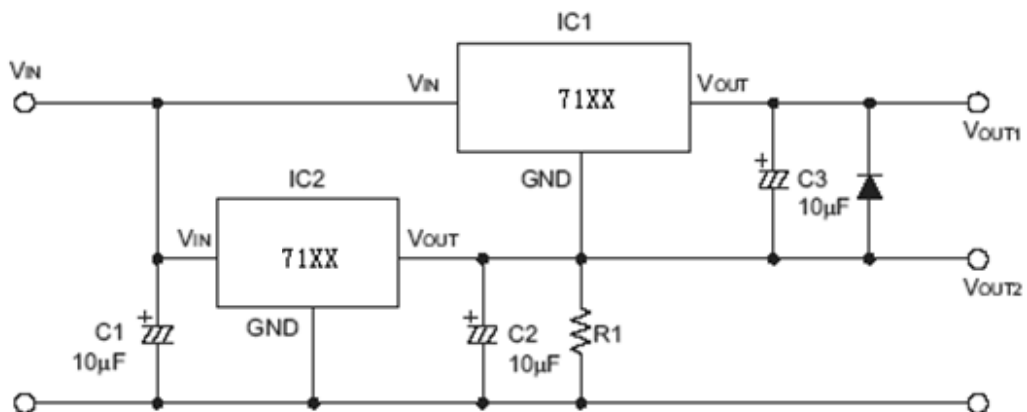 IC1
VIN
VIN
71XX
VOUT
VOUT1
GND
C3
10µF
IC2
VIN
71XX
VOUT
VOUT2
GND
C1
10µF
C2
10µF
R1